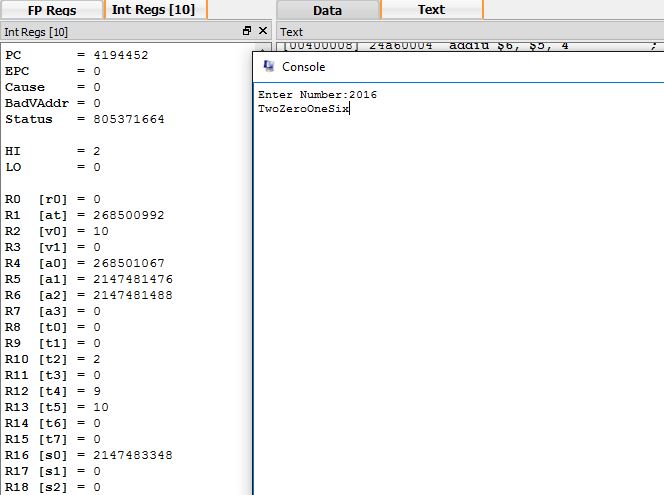 FP Regs Int Regs [10] Data Text
Int Regs [10] Text
[00400008] 24a60004 addiu $6, $5, 4 ;
Console
Enter Number:2016
TwoZeroOneSix
PC = 4194452
EPC = 0
Cause = 0
BadVAddr = 0
Status = 805371664
HI = 2
LO = 0
R0 [r0] = 0
R1 [at] = 268500992
R2 [v0] = 10
R3 [v1] = 0
R4 [a0] = 268501067
R5 [a1] = 2147481476
R6 [a2] = 2147481488
R7 [a3] = 0
R8 [t0] = 0
R9 [t1] = 0
R10 [t2] = 2
R11 [t3] = 0
R12 [t4] = 9
R13 [t5] = 10
R14 [t6] = 0
R15 [t7] = 0
R16 [s0] = 2147483348
R17 [s1] = 0
R18 [s2] = 0